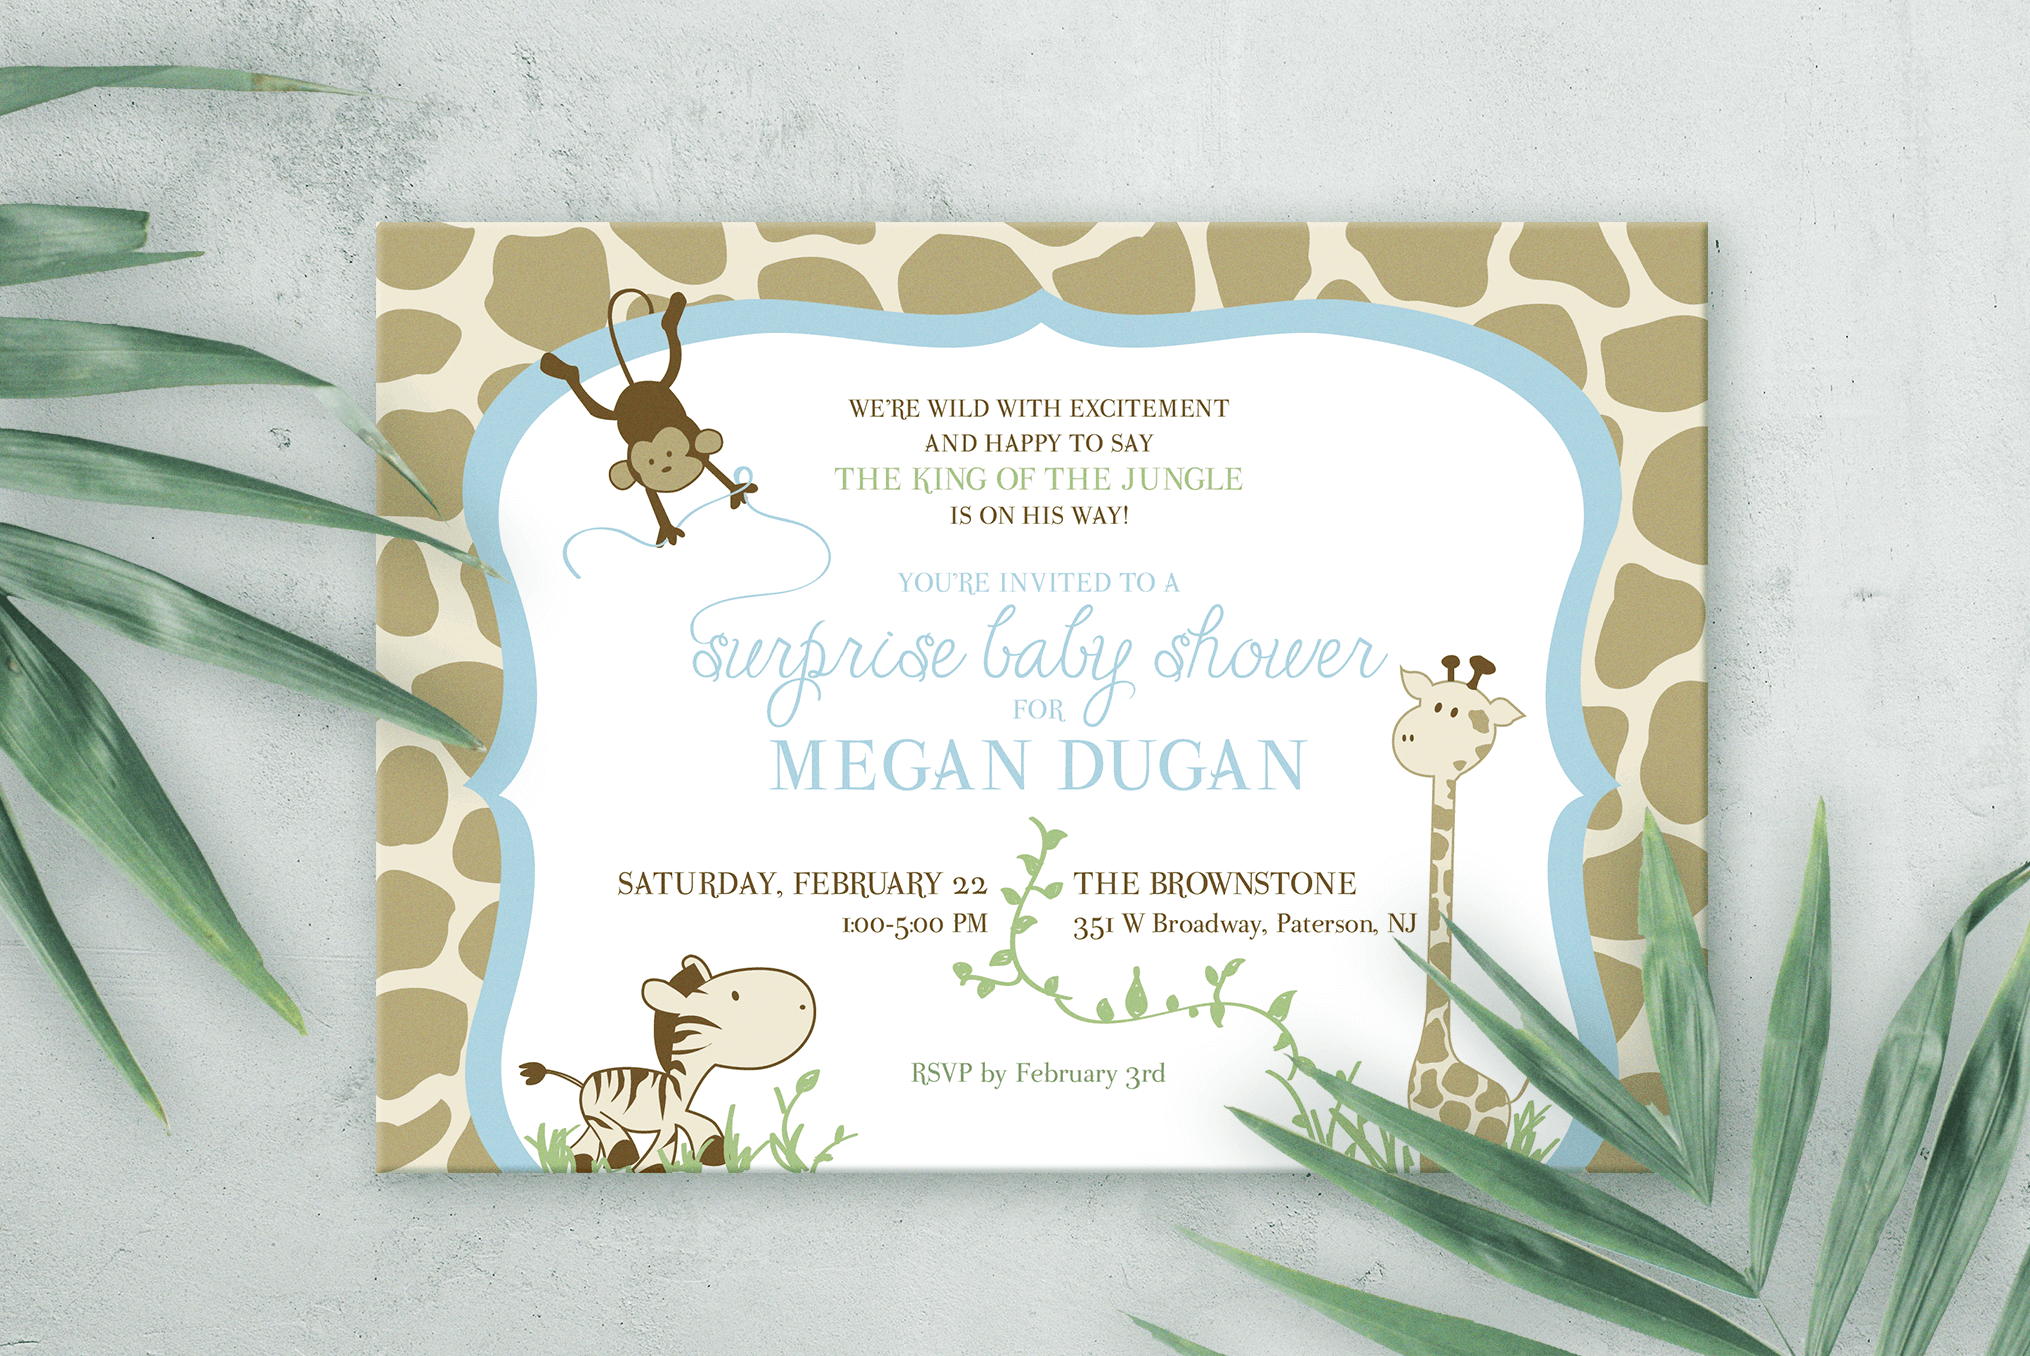 WE'RE WILD WITH EXCITEMENT
AND HAPPY TO SAY
THE KING OF THE JUNGLE
IS ON HIS WAY!
YOU'RE INVITED TO A
surprise baby shower
FOR
MEGAN DUGAN
SATURDAY, FEBRUARY 22
1:00-5:00 PM
THE BROWNSTONE
351 W Broadway, Paterson, NJ
RSVP by February 3rd